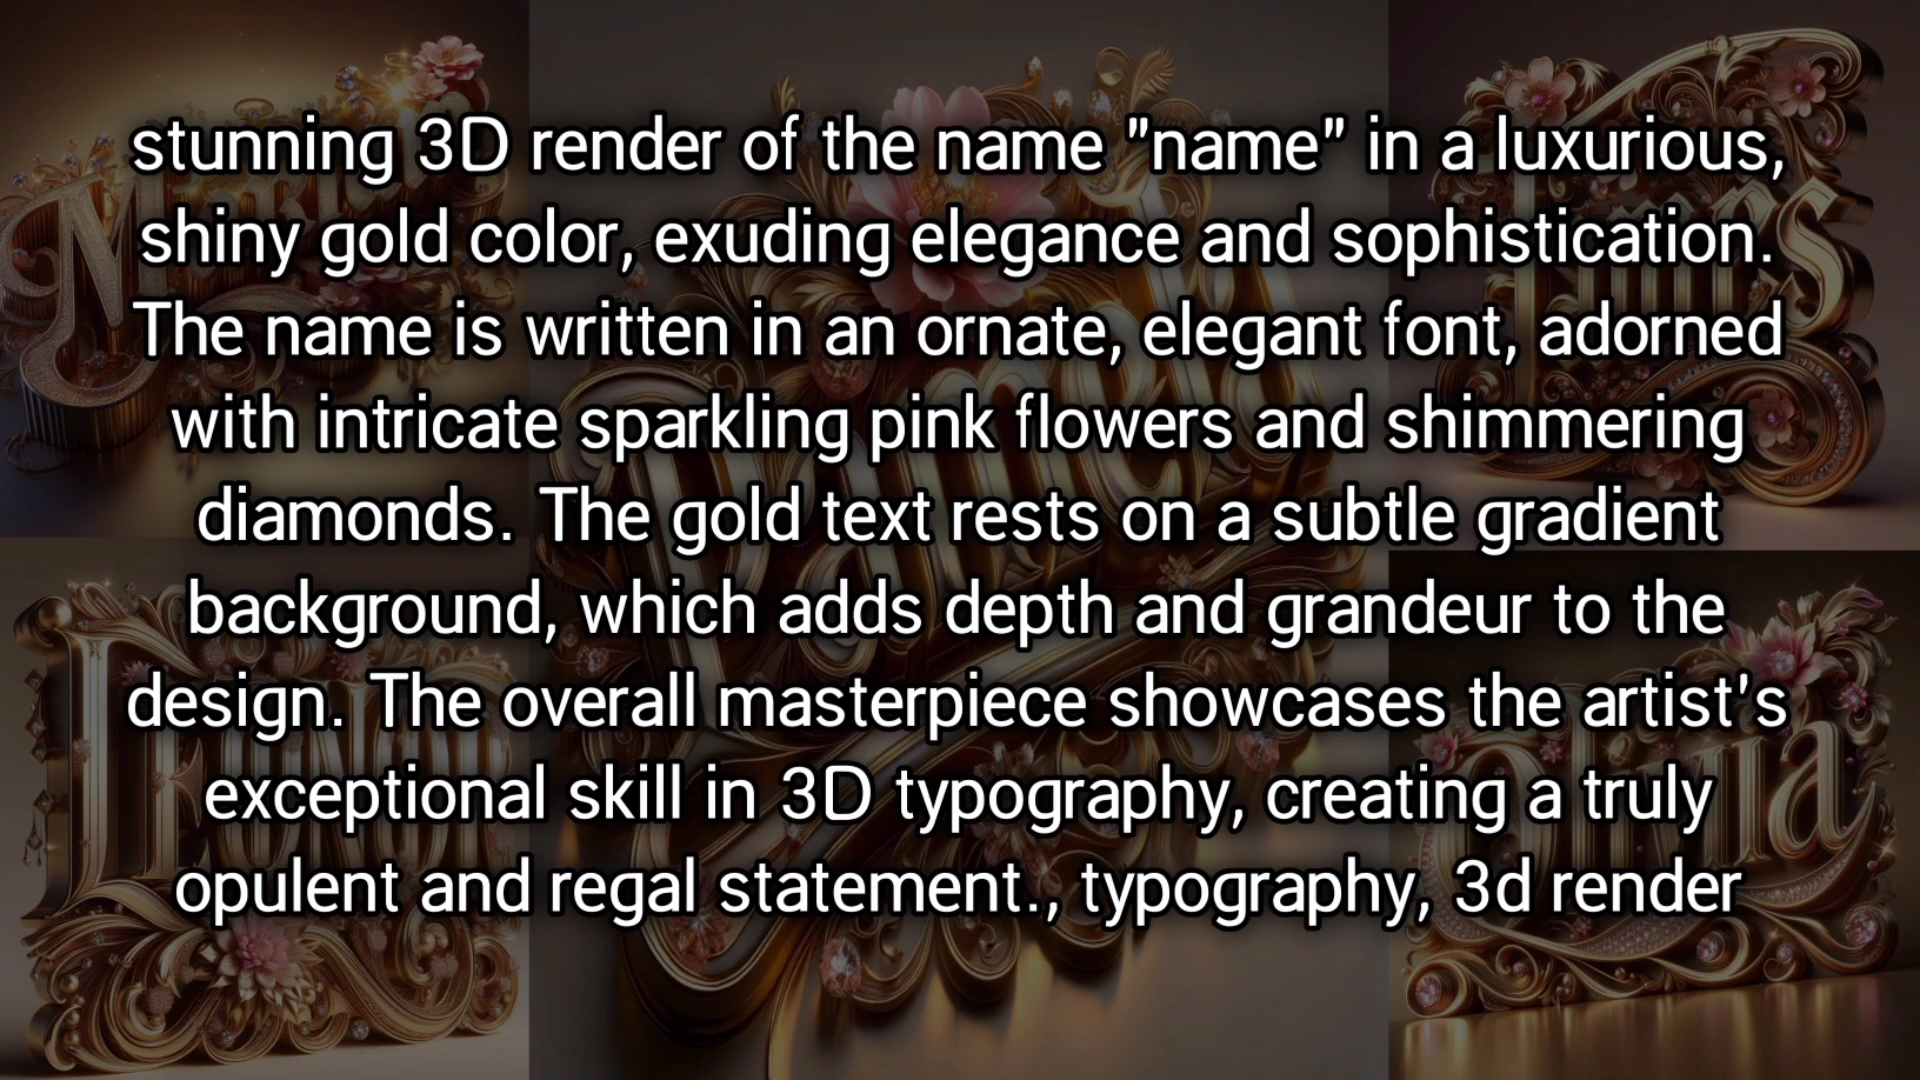 stunning 3D render of the name "name" in a luxurious,
shiny gold color, exuding elegance and sophistication.
The name is written in an ornate, elegant font, adorned
with intricate sparkling pink flowers and shimmering
diamonds. The gold text rests on a subtle gradient
background, which adds depth and grandeur to the
design. The overall masterpiece showcases the artist's
exceptional skill in 3D typography, creating a truly
opulent and regal statement., typography, 3d render